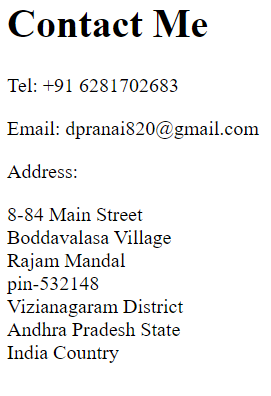 Contact Me
Tel: +91 6281702683
Email: dpranai820@gmail.com
Address:
8-84 Main Street
Boddavalasa Village
Rajam Mandal
pin-532148
Vizianagaram District
Andhra Pradesh State
India Country